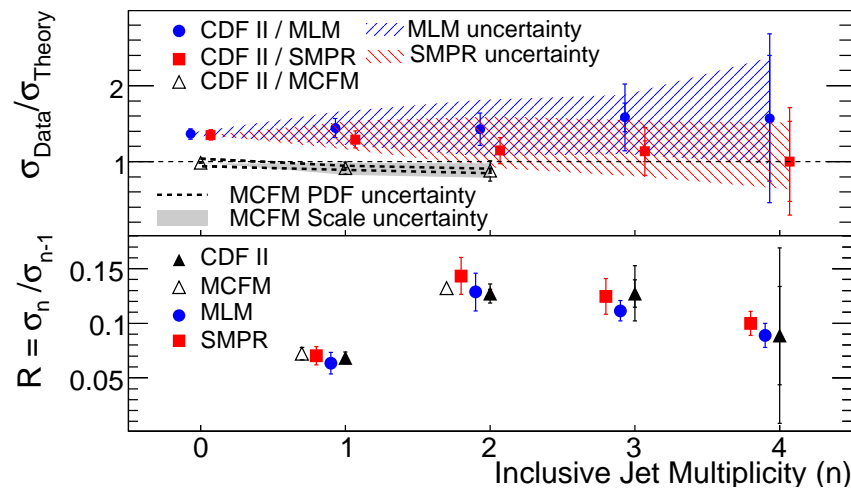 CDF II / MLM
MLM uncertainty
CDF II / SMPR
SMPR uncertainty
CDF II / MCFM
σData/σTheory
2
1
MCFM PDF uncertainty
MCFM Scale uncertainty
R = σn/σn-1
CDF II
MCFM
MLM
SMPR
0.15
0.1
0.05
0 1 2 3 4
Inclusive Jet Multiplicity (n)